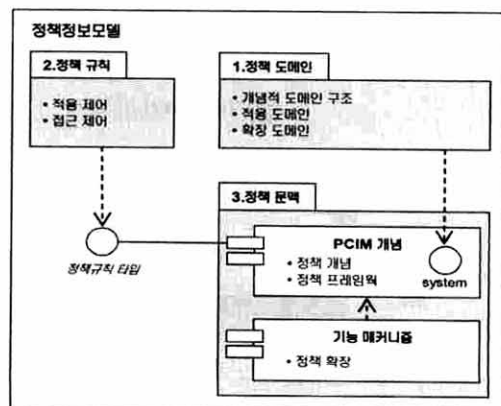 정책정보모델
2.정책 규칙
• 적용 제어
• 접근 제어
1.정책 도메인
• 개념적 도메인 구조
• 적용 도메인
• 확장 도메인
3.정책 문맥
PCIM 개념
• 정책 개념
• 정책 프레임웍
system
정책규칙 타입
기능 메커니즘
• 정책 확장